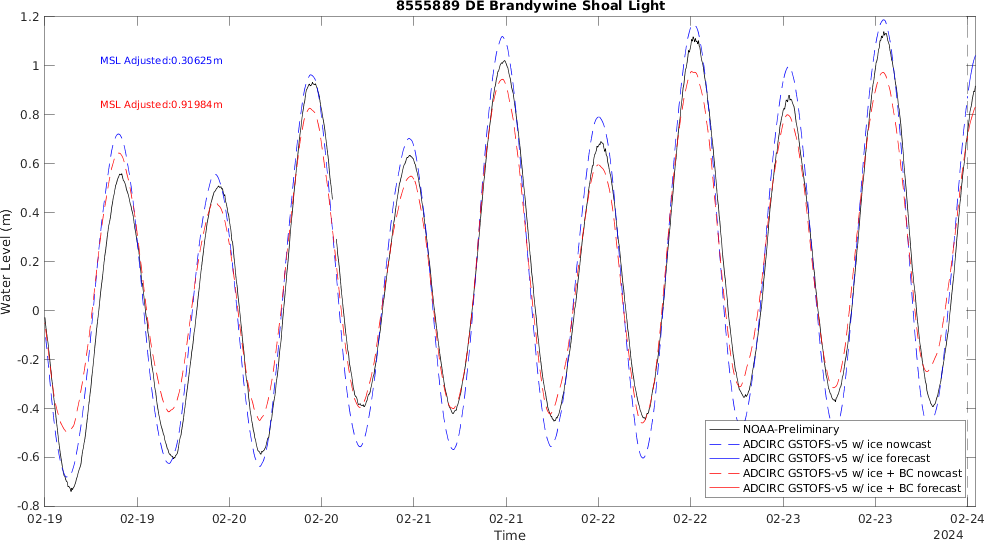 8555889 DE Brandywine Shoal Light
1.2
1
0.8
0.6
0.4
0.2
0
-0.2
-0.4
-0.6
-0.8
Water Level (m)
MSL Adjusted:0.30625m
MSL Adjusted:0.91984m
NOAA-Preliminary
ADCIRC GSTOFS-v5 w/ ice nowcast
ADCIRC GSTOFS-v5 w/ ice forecast
ADCIRC GSTOFS-v5 w/ ice + BC nowcast
ADCIRC GSTOFS-v5 w/ ice + BC forecast
02-19 02-19 02-20 02-20 02-21 02-21 02-22 02-22 02-23 02-23 02-24
Time
2024